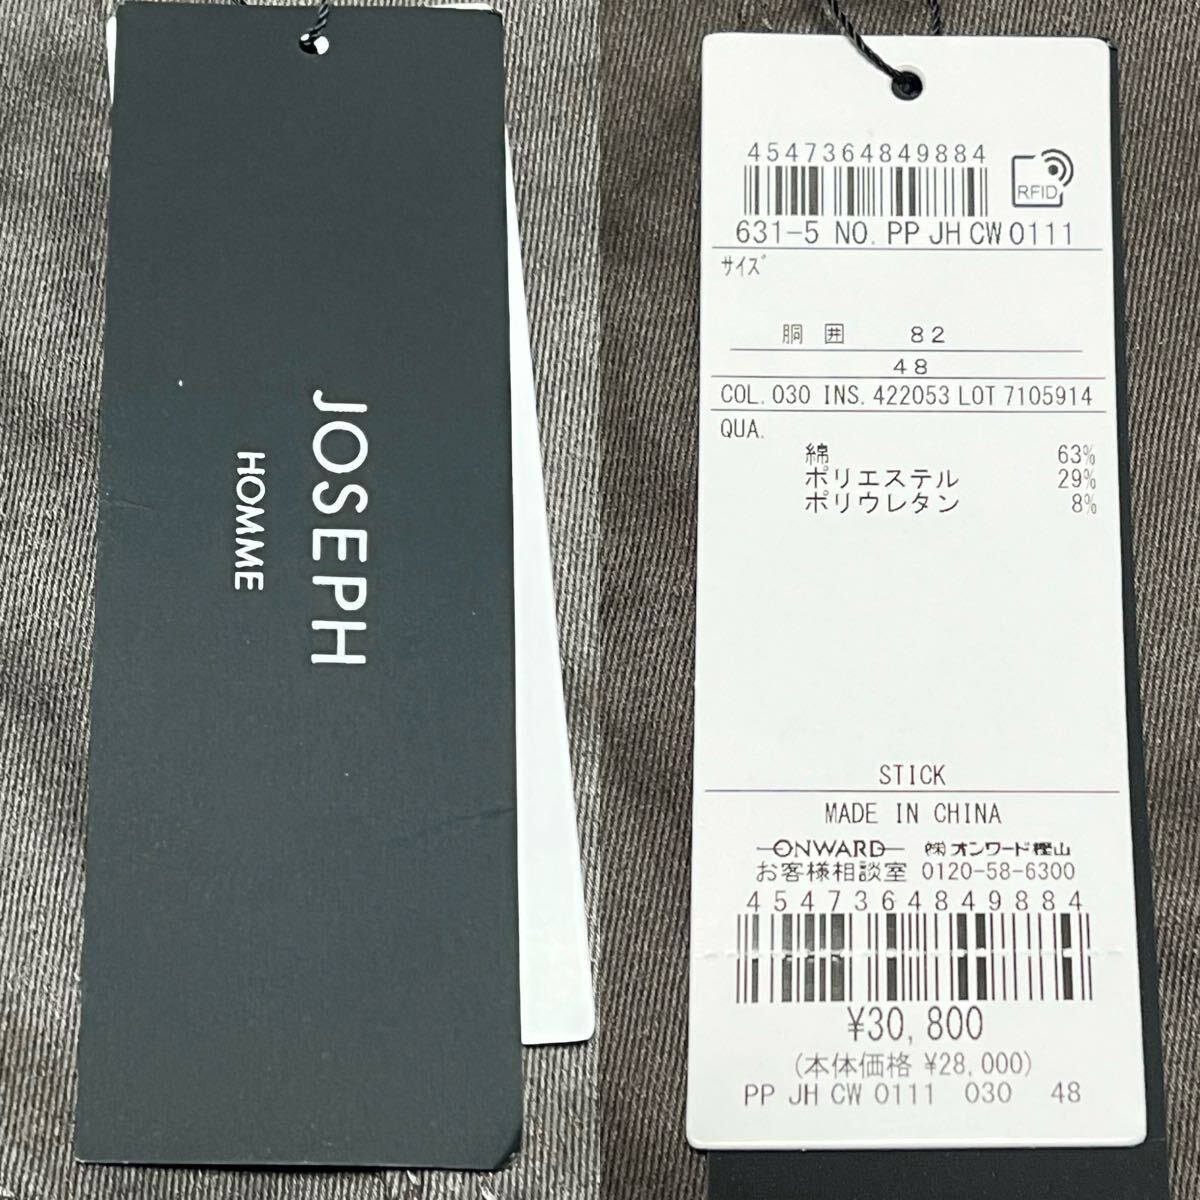 JOSEPH
HOMME
4547364849884
RFID
631-5 NO. PP JH CW 0111
サイズ
胴 囲 82
48
COL. 030 INS. 422053 LOT 7105914
QUA.
綿 63%
ポリエステル 29%
ポリウレタン 8%
STICK
MADE IN CHINA
ONWARD ㈱オンワード樫山
お客様相談室 0120-58-6300
4547364849884
¥30,800
(本体価格 ¥28,000)
PP JH CW 0111 030 48